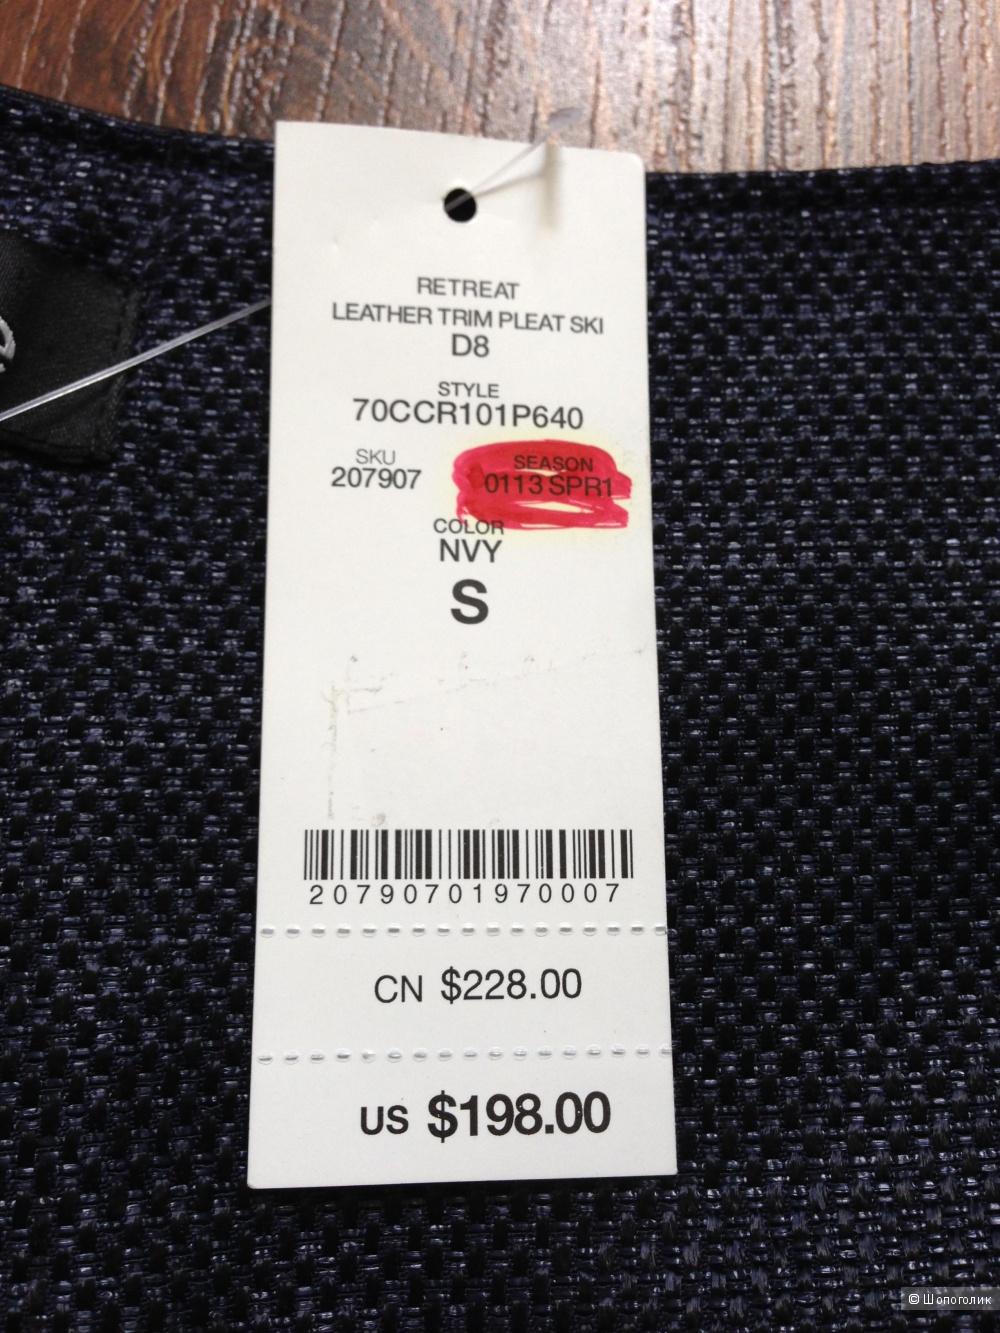 RETREAT
LEATHER TRIM PLEAT SKI
D8
STYLE
70CCR101P640
SKU
207907
SEASON
0113 SPR1
COLOR
NVY
S
20790701970007
CN $228.00
US $198.00
© Шопоголик